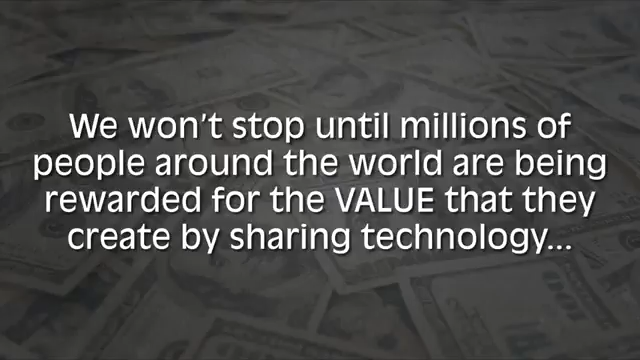 We won't stop until millions of
people around the world are being
rewarded for the VALUE that they
create by sharing technology...